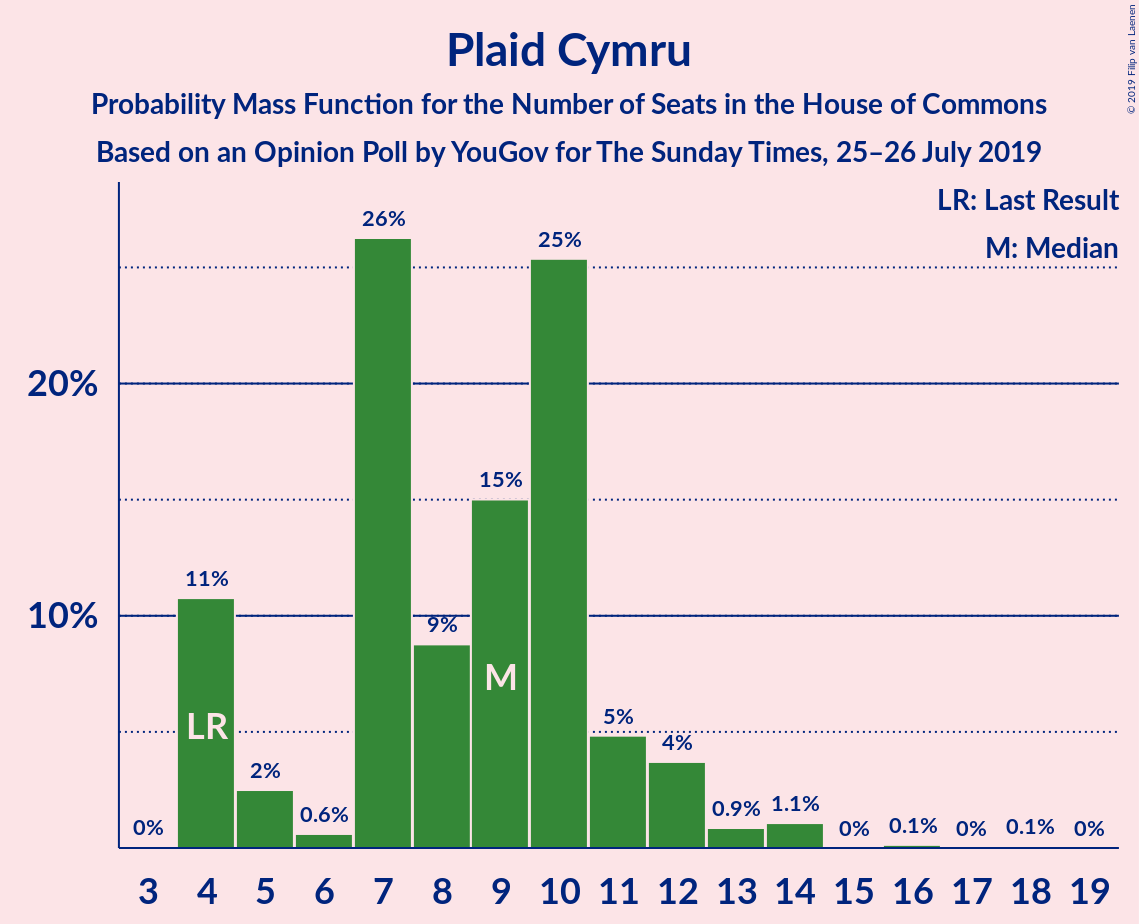 Plaid Cymru
Probability Mass Function for the Number of Seats in the House of Commons
Based on an Opinion Poll by YouGov for The Sunday Times, 25–26 July 2019
© 2019 Filip van Laenen
LR: Last Result
M: Median
26%
25%
20%
15%
11%
10%
9%
M
LR
5%
4%
2%
0.6%
0.9%
1.1%
0%
0%
0.1%
0%
0.1%
0%
3 4 5 6 7 8 9 10 11 12 13 14 15 16 17 18 19